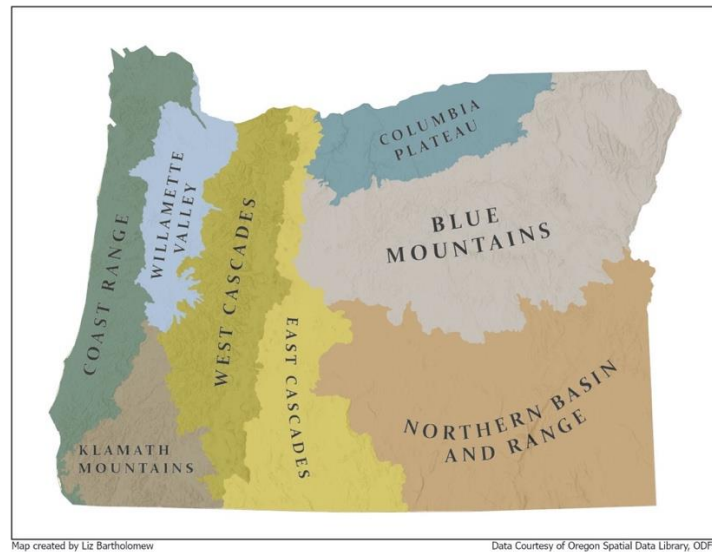 COLUMBIA
PLATEAU
WILLAMETTE
VALLEY
BLUE
MOUNTAINS
COAST RANGE
WEST CASCADES
EAST CASCADES
NORTHERN BASIN
AND RANGE
KLAMATH
MOUNTAINS
Map created by Liz Bartholomew
Data Courtesy of Oregon Spatial Data Library, ODF